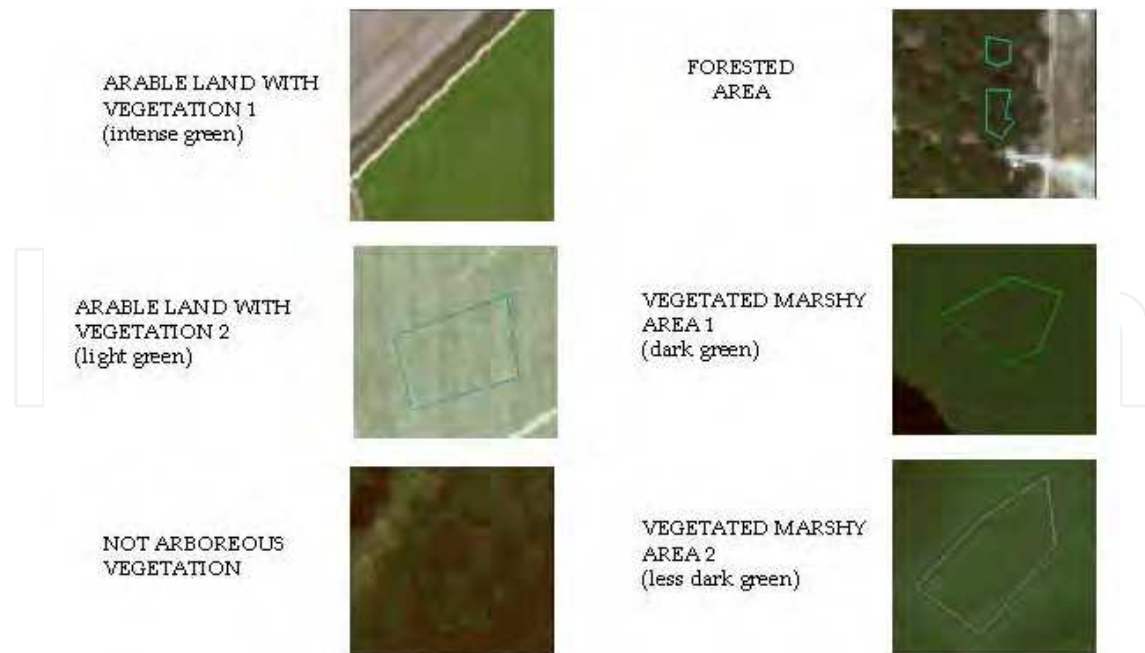 ARABLE LAND WITH
VEGETATION 1
(intense green)
FORESTED
AREA
ARABLE LAND WITH
VEGETATION 2
(light green)
VEGETATED MARSHY
AREA 1
(dark green)
NOT ARBOREOUS
VEGETATION
VEGETATED MARSHY
AREA 2
(less dark green)